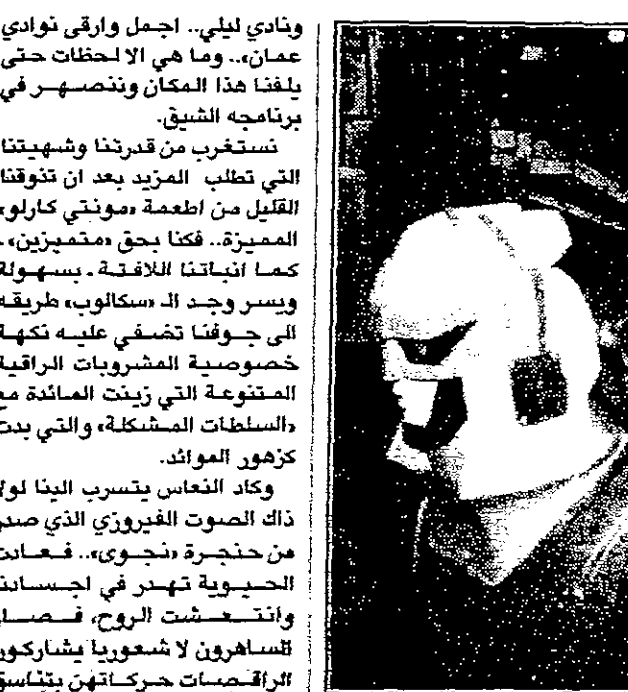 ونادي ليلي.. اجمل وارقى نوادي
عمان».. وما هي الا لحظات حتى
يلفنا هذا المكان وننصهر في
برنامجه الشيق.
نستغرب من قدرتنا وشهيتنا
التي تطلب المزيد بعد ان تذوقنا
القليل من اطعمة «مونتي كارلو»
المميزة.. فكنا بحق «متميزين»،
كما انباتنا اللافتة. بسهولة
ويسر وجد الـ «سكالوب» طريقه
الى جوفنا تضفي عليه نكهة
خصوصية المشروبات الراقية
المتنوعة التي زينت المائدة مع
«السلطات المشكلة» والتي بدت
كزهور الموائد.
وكاد النعاس يتسرب الينا لولا
ذاك الصوت الفيروزي الذي صدر
من حنجرة «نجوى».. فعادت
الحيوية تهدر في اجسادنا
وانتعشت الروح، فصار
الساهرون لا شعوريا يشاركون
الراقصات حركاتهن بتناسق